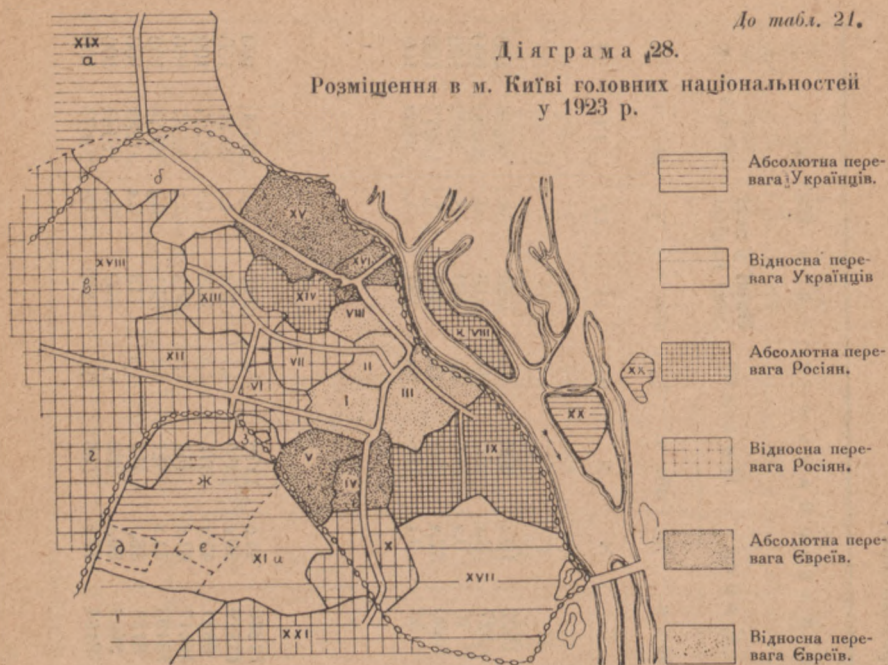 До табл. 21.
Діяграма 28.
Розміщення в м. Київі головних національностей
у 1923 р.
Абсолютна пере-
вага Українців.
Відносна пере-
вага Українців
Абсолютна пере-
вага Росіян.
Відносна пере-
вага Росіян.
Абсолютна пере-
вага Євреїв.
Відносна пере-
вага Євреїв.
XIX
а
б
XV
XVI
XVIII
в
XIII
XIV
VIII
XVIII
XII
VII
II
XX
VI
I
III
XX
З
V
IX
г
IV
ж
д
е
XI и
X
XVII
XXI